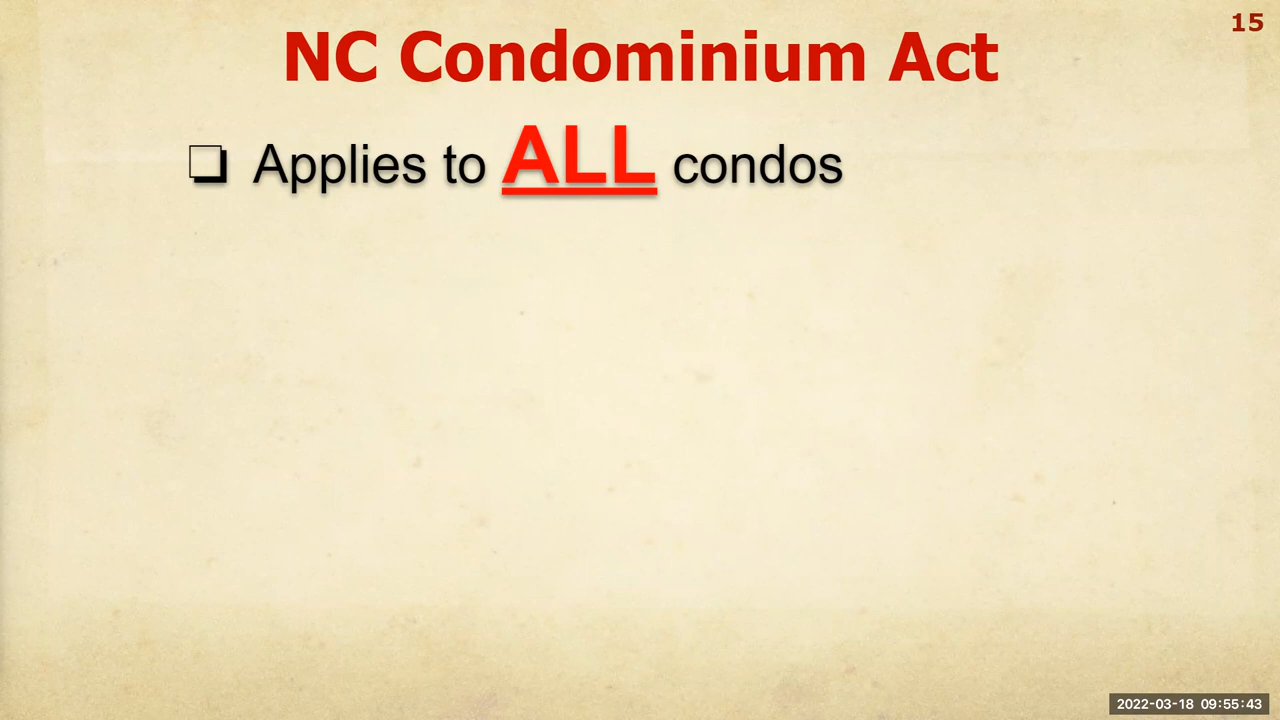 15
NC Condominium Act
❏ Applies to ALL condos
2022-03-18 09:55:43